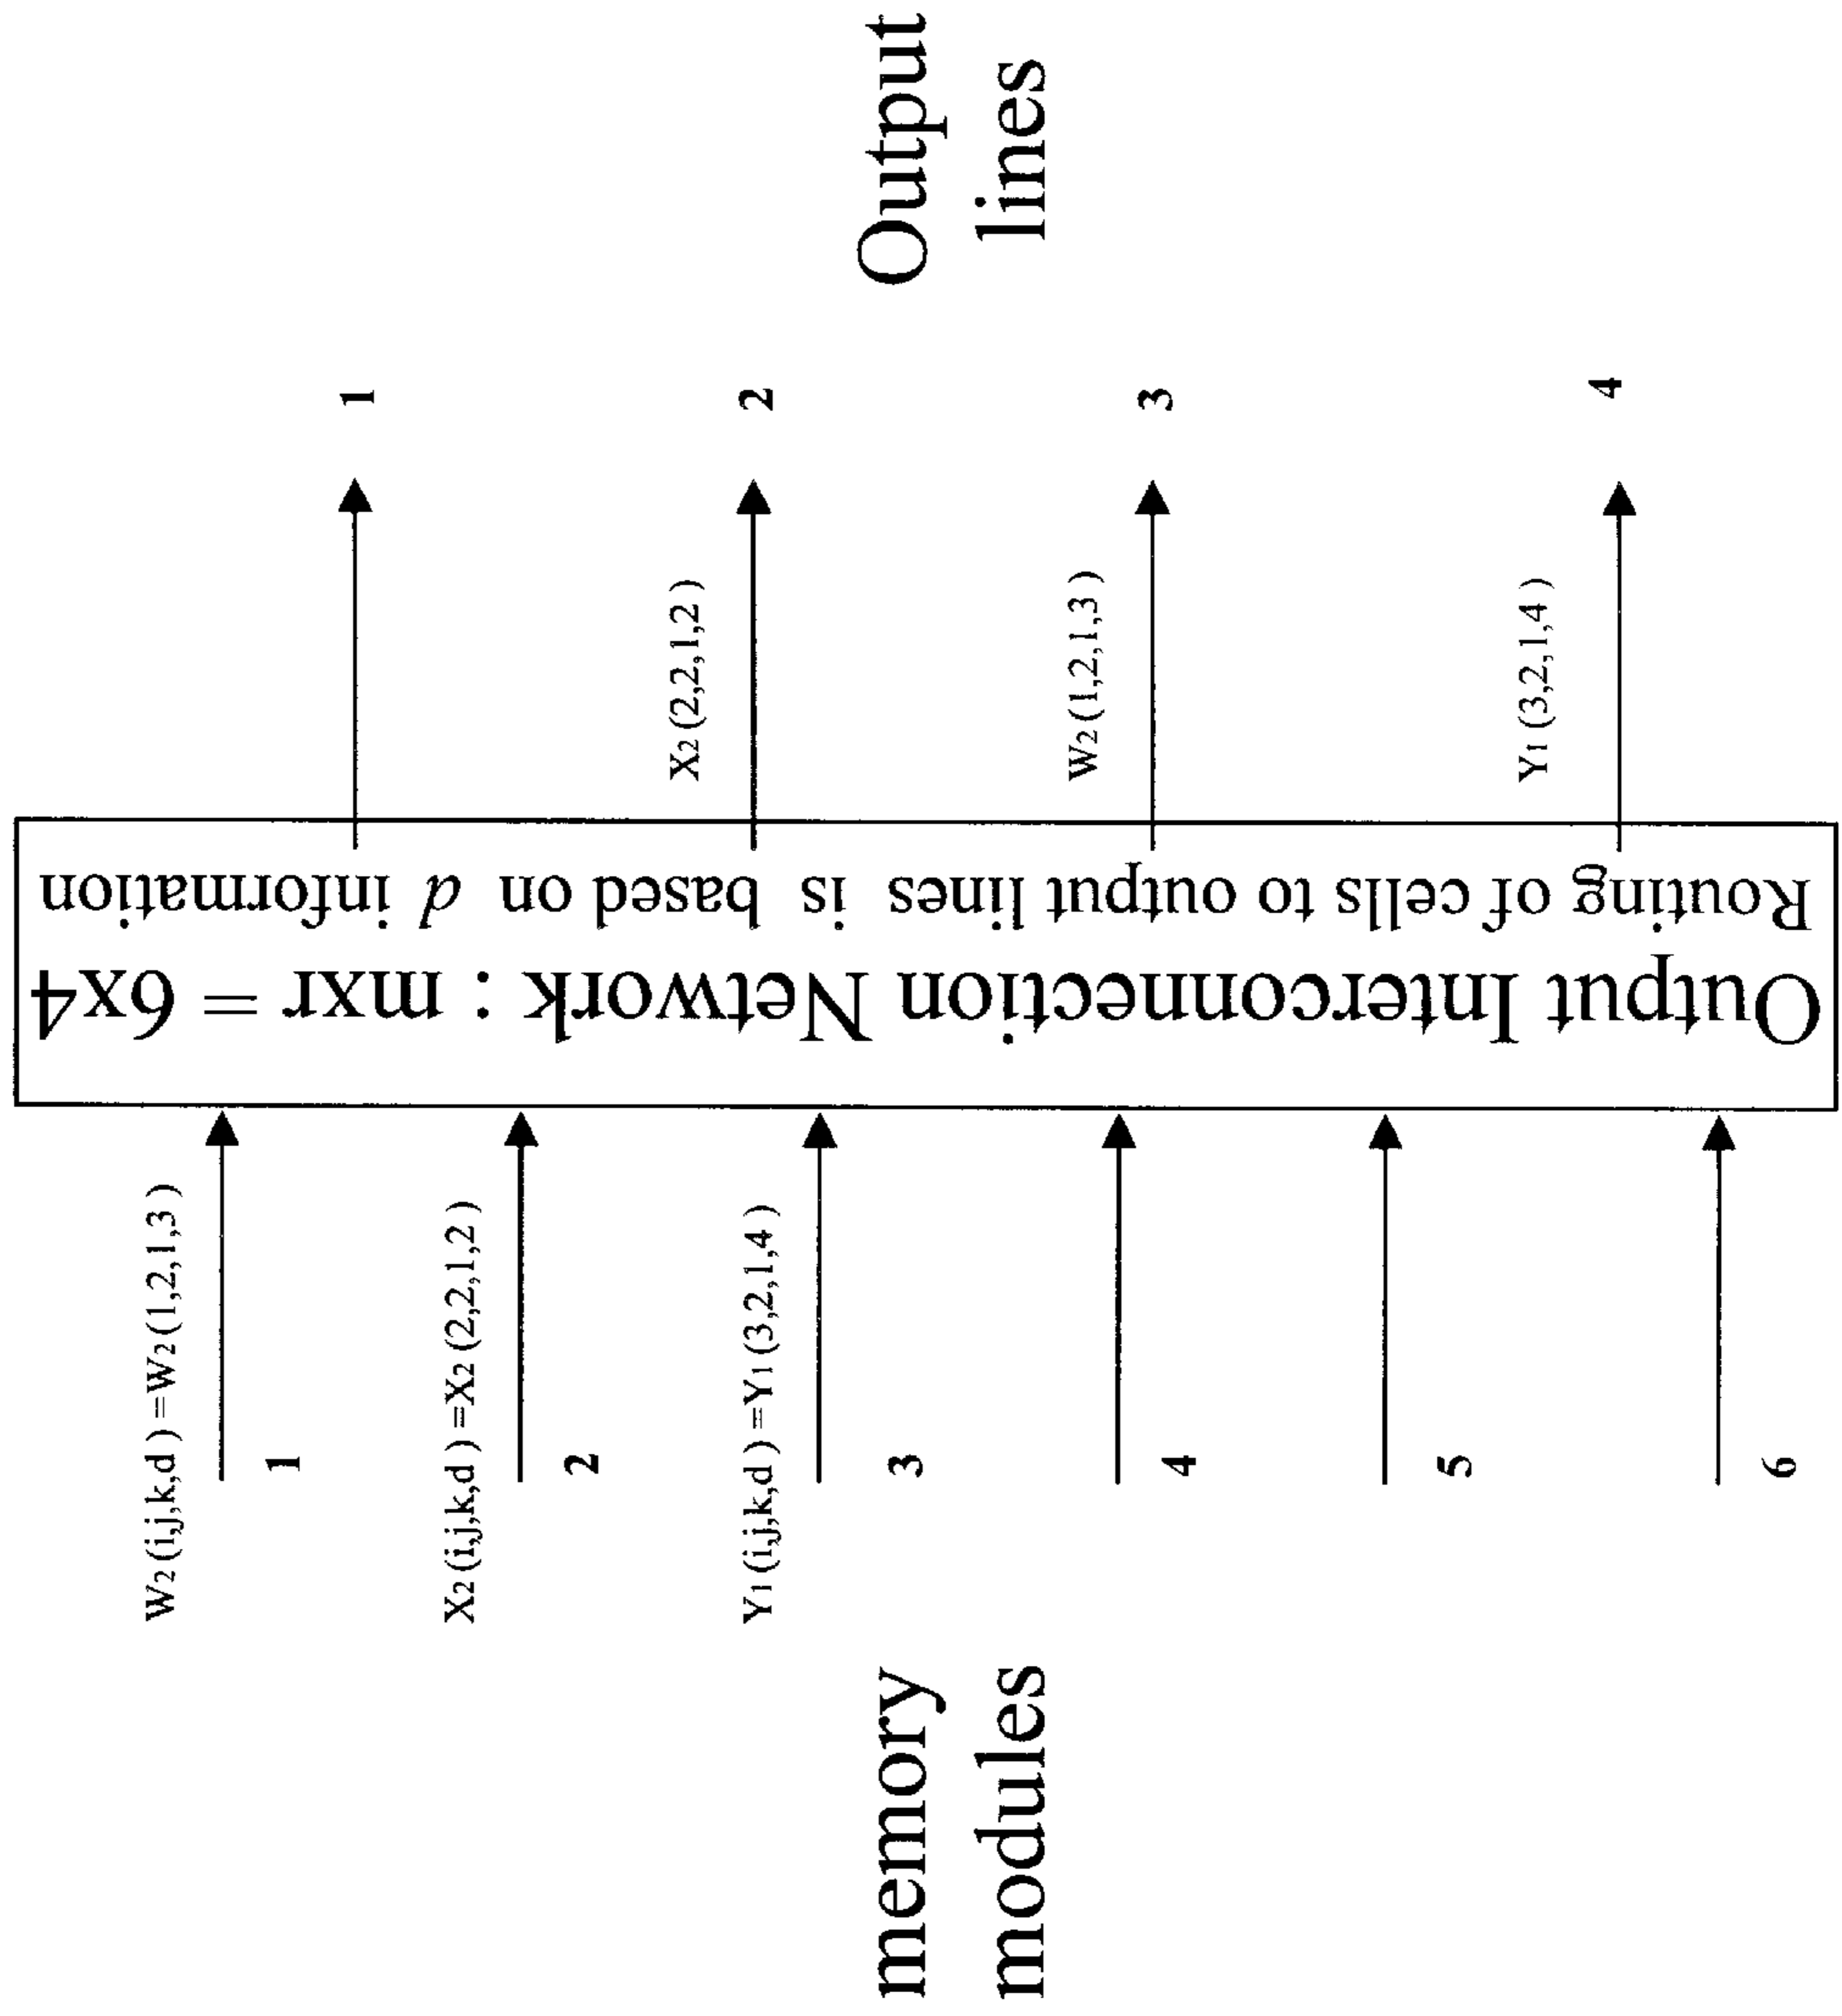 memory
modules
W2 (i,j,k,d ) =W2 (1,2,1,3 )
1
X2 (i,j,k,d ) =X2 (2,2,1,2 )
2
Y1 (i,j,k,d ) =Y1 (3,2,1,4 )
3
4
5
6
Output Interconnection Network : mxr = 6x4
Routing of cells to output lines is based on d information
1
X2 (2,2,1,2 )
2
W2 (1,2,1,3 )
3
Y1 (3,2,1,4 )
4
Output
lines